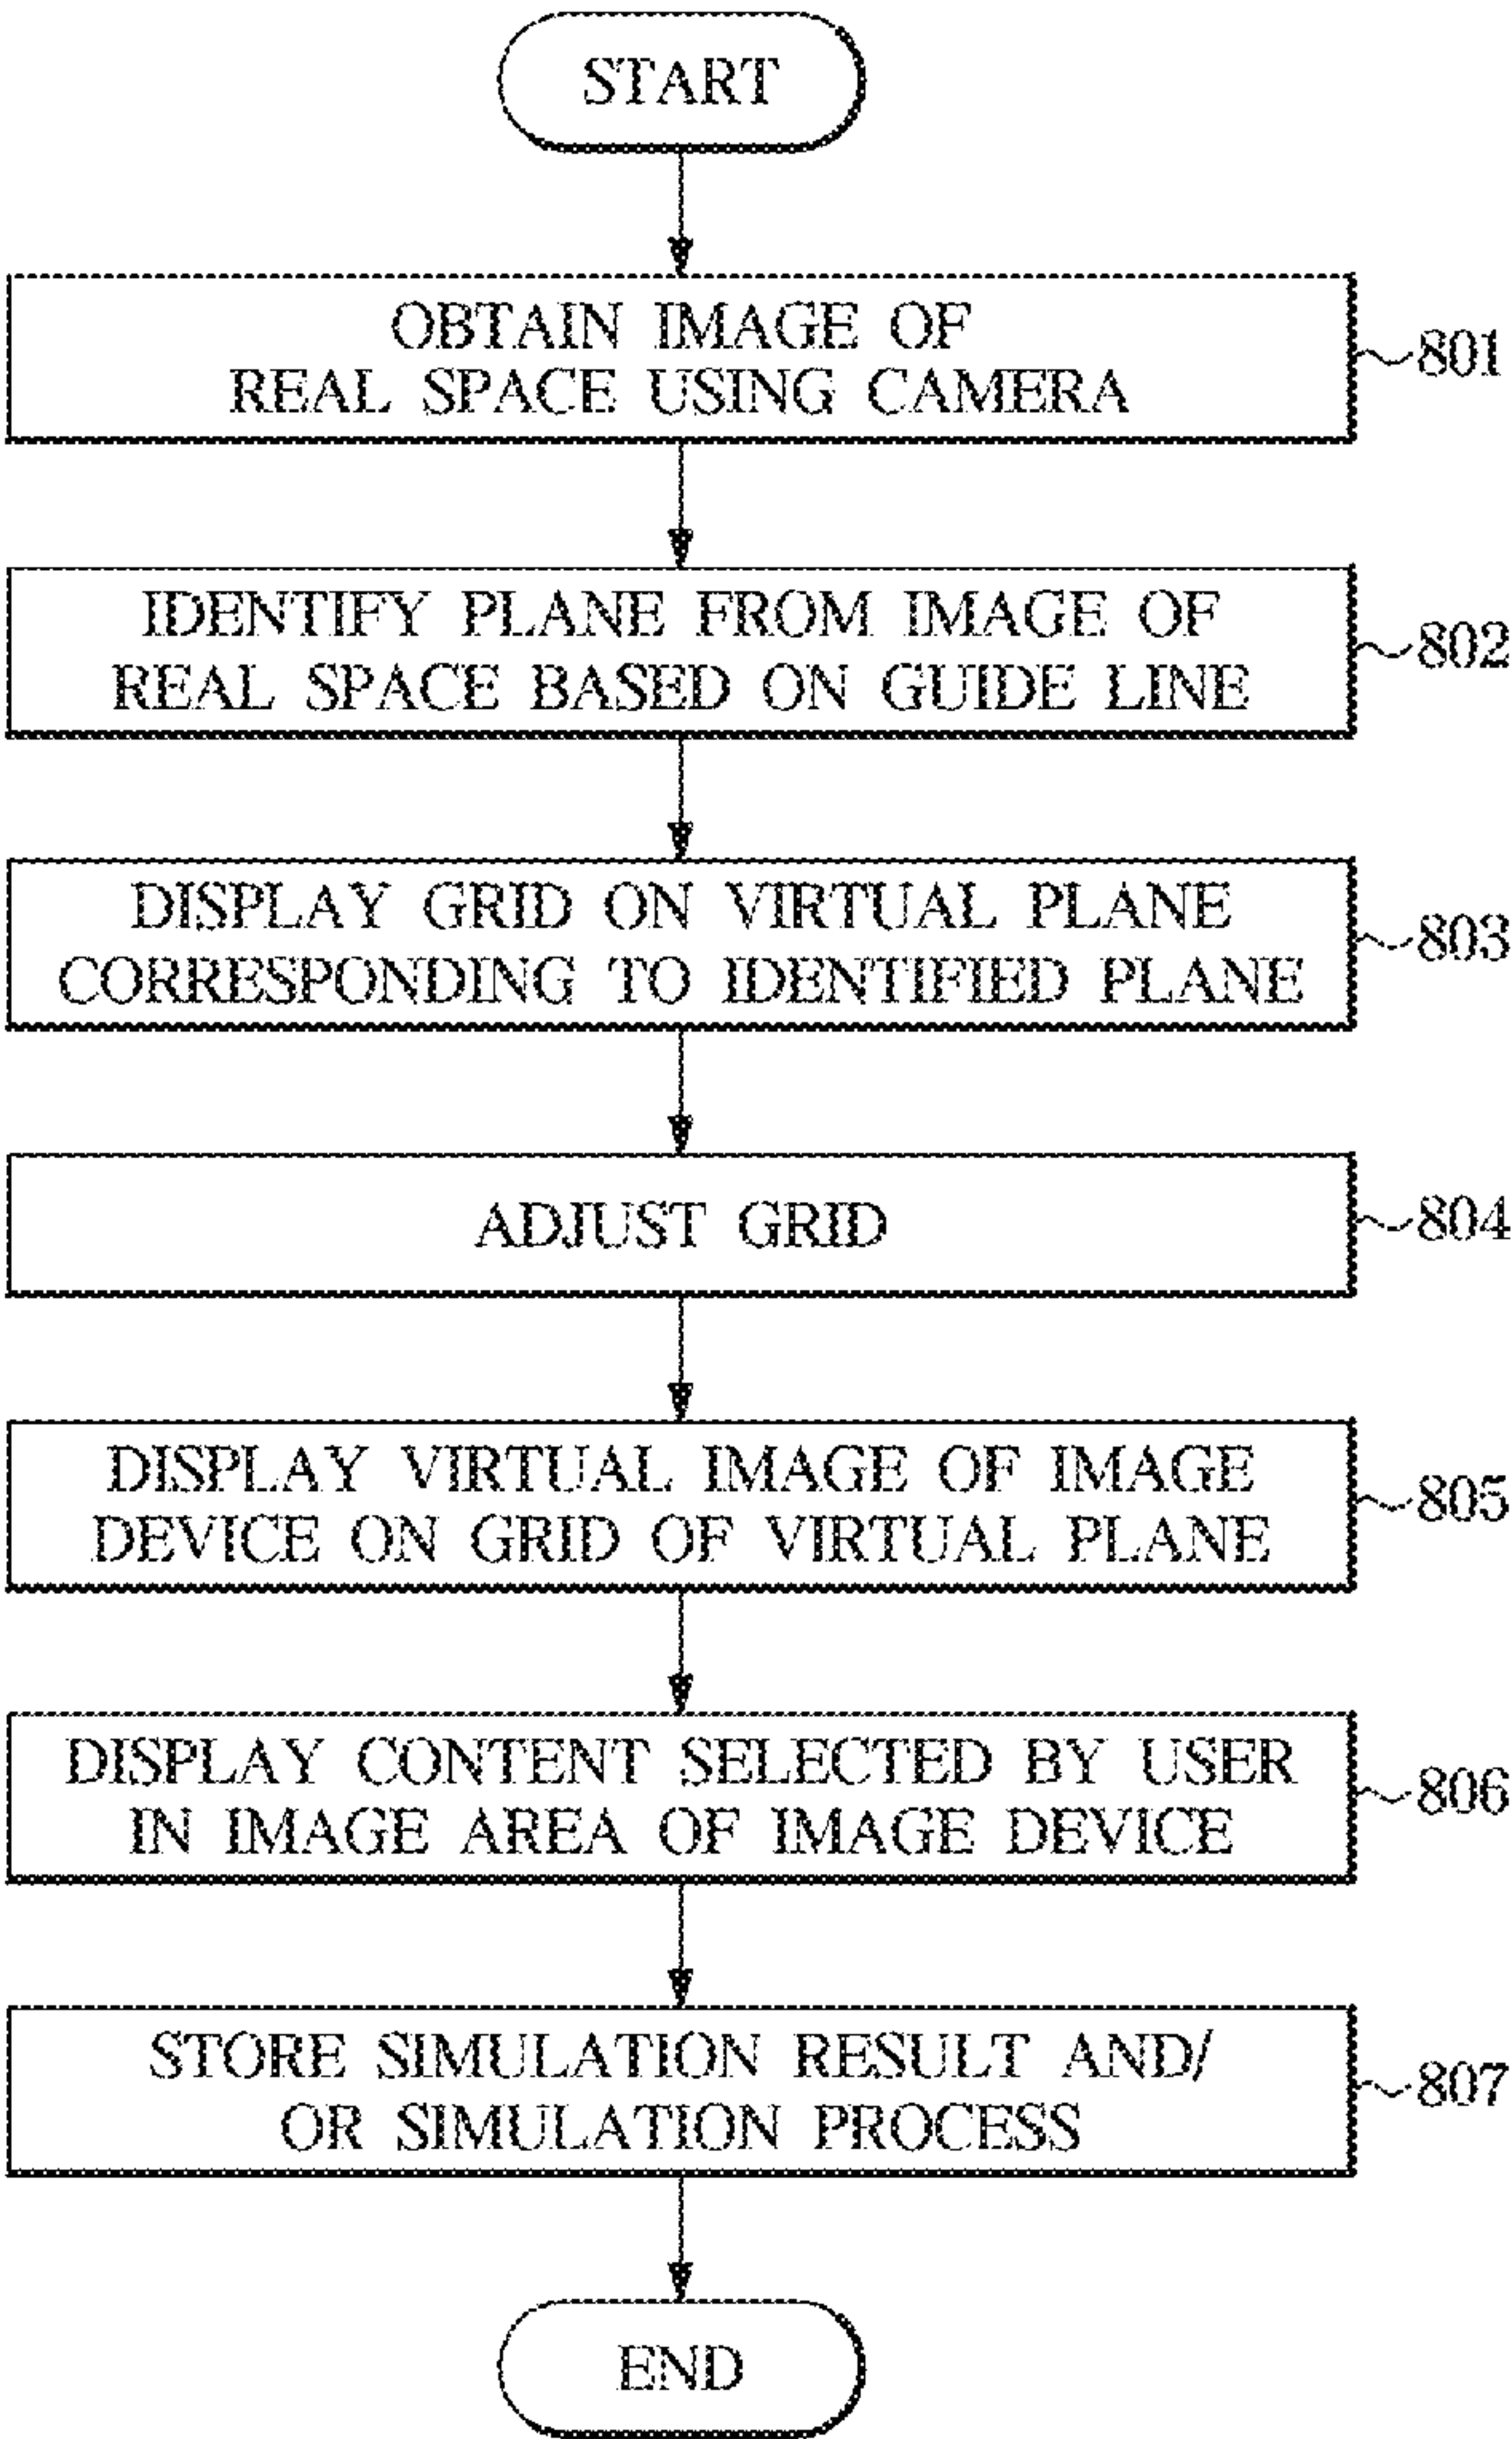 START
OBTAIN IMAGE OF
REAL SPACE USING CAMERA
801
IDENTIFY PLANE FROM IMAGE OF
REAL SPACE BASED ON GUIDE LINE
802
DISPLAY GRID ON VIRTUAL PLANE
CORRESPONDING TO IDENTIFIED PLANE
803
ADJUST GRID
804
DISPLAY VIRTUAL IMAGE OF IMAGE
DEVICE ON GRID OF VIRTUAL PLANE
805
DISPLAY CONTENT SELECTED BY USER
IN IMAGE AREA OF IMAGE DEVICE
806
STORE SIMULATION RESULT AND/
OR SIMULATION PROCESS
807
END